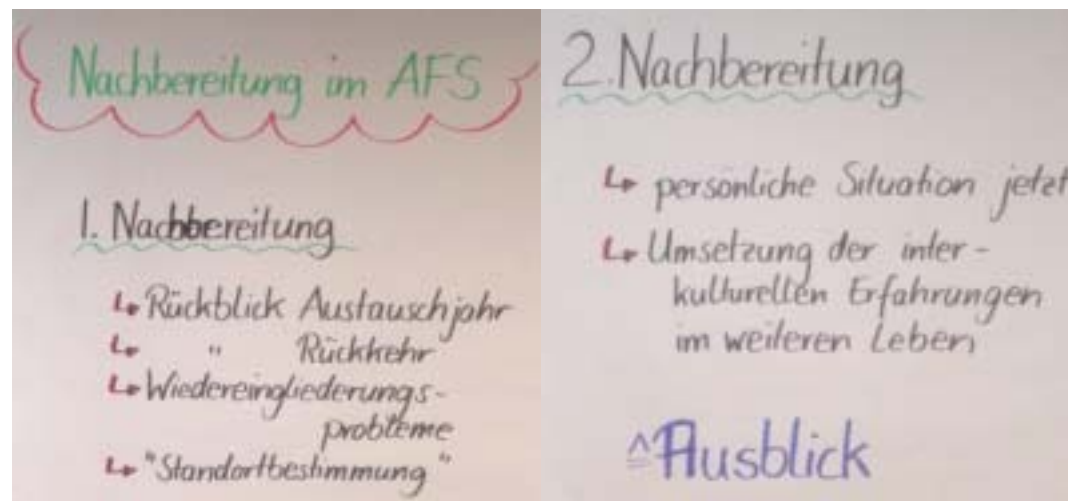 Nachbereitung im AFS
1. Nachbereitung
↳ Rückblick Austauschjahr
↳ " Rückkehr
↳ Wiedereingliederungs-
probleme
↳ "Standortbestimmung"
2. Nachbereitung
↳ persönliche Situation jetzt
↳ Umsetzung der inter-
kulturellen Erfahrungen
im weiteren Leben
≙ Ausblick